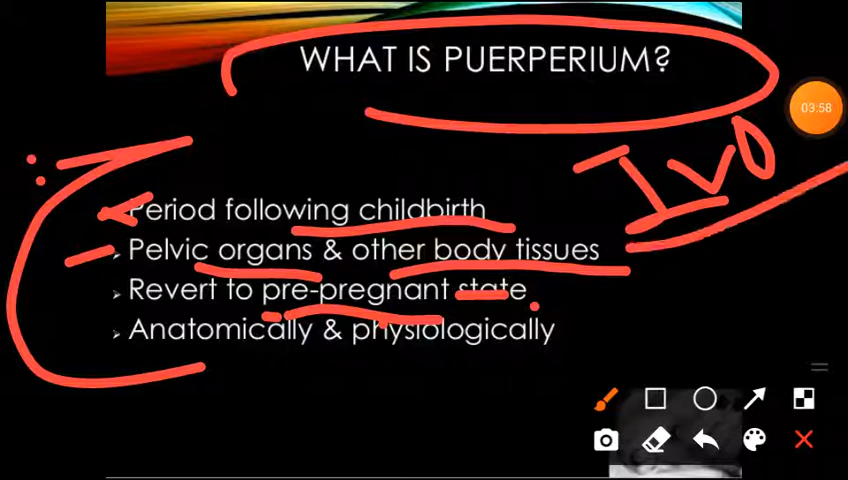 WHAT IS PUERPERIUM?
03:58
IVO
Period following childbirth
Pelvic organs & other body tissues
Revert to pre-pregnant state
Anatomically & physiologically